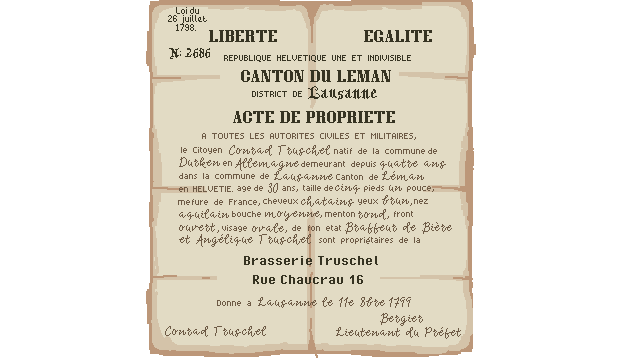 Loi du
26 juillet
1798.
LIBERTE EGALITE
N: 2686 REPUBLIQUE HELVETIQUE UNE ET INDIVISIBLE
CANTON DU LEMAN
DISTRICT DE Lausanne
ACTE DE PROPRIETE
A TOUTES LES AUTORITES CIVILES ET MILITAIRES,
le Citoyen Conrad Truschel natif de la commune de
Durken en Allemagne demeurant depuis quatre ans
dans la commune de Lausanne Canton de Léman
en HELVETIE. age de 30 ans, taille de cinq pieds un pouce,
mefure de France, cheveux chatains yeux brun, nez
aquilain bouche moyenne, menton rond, front
ouvert, visage ovale, de fon etat Braffeur de Bière
et Angélique Truschel sont propriétaires de la
Brasserie Truschel
Rue Chaucrau 16
Donne a Lausanne le 11e 8bre 1799
Bergier
Conrad Truschel Lieutenant du Préfet